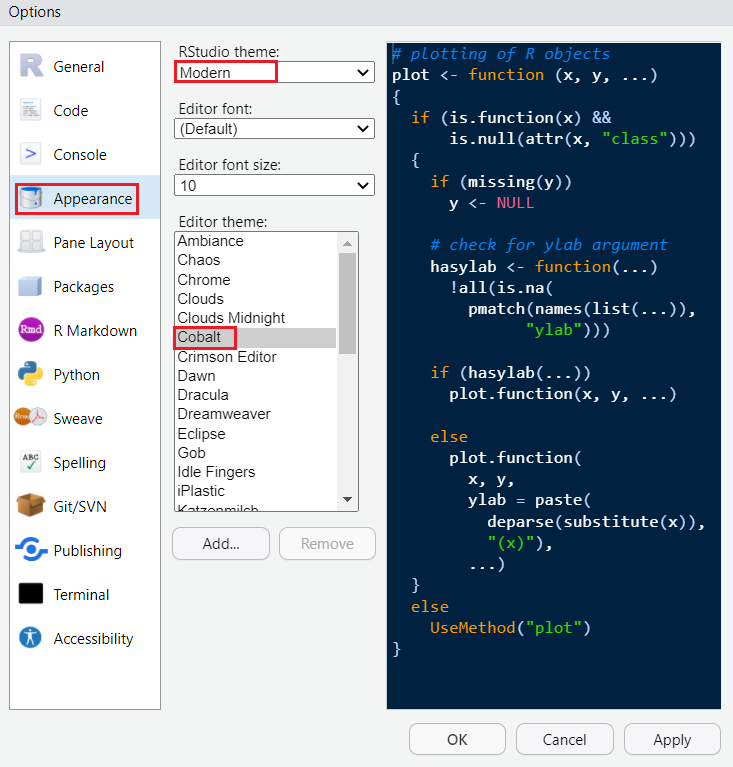 Options
General
Code
Console
Appearance
Pane Layout
Packages
Rmd
R Markdown
Python
Sweave
ABC
Spelling
Git/SVN
Publishing
Terminal
Accessibility
RStudio theme:
Modern
Editor font:
(Default)
Editor font size:
10
Editor theme:
Ambiance
Chaos
Chrome
Clouds
Clouds Midnight
Cobalt
Crimson Editor
Dawn
Dracula
Dreamweaver
Eclipse
Gob
Idle Fingers
iPlastic
Katzenmilch
Add...
Remove
# plotting of R objects
plot <- function (x, y, ...)
{
  if (is.function(x) &&
      is.null(attr(x, "class")))
  {
    if (missing(y))
      y <- NULL

    # check for ylab argument
    hasylab <- function(...)
      !all(is.na(
        pmatch(names(list(...)),
              "ylab")))

    if (hasylab(...))
      plot.function(x, y, ...)

    else
      plot.function(
        x, y,
        ylab = paste(
          deparse(substitute(x)),
          "(x)"),
        ...)
  }
  else
    UseMethod("plot")
}
OK
Cancel
Apply